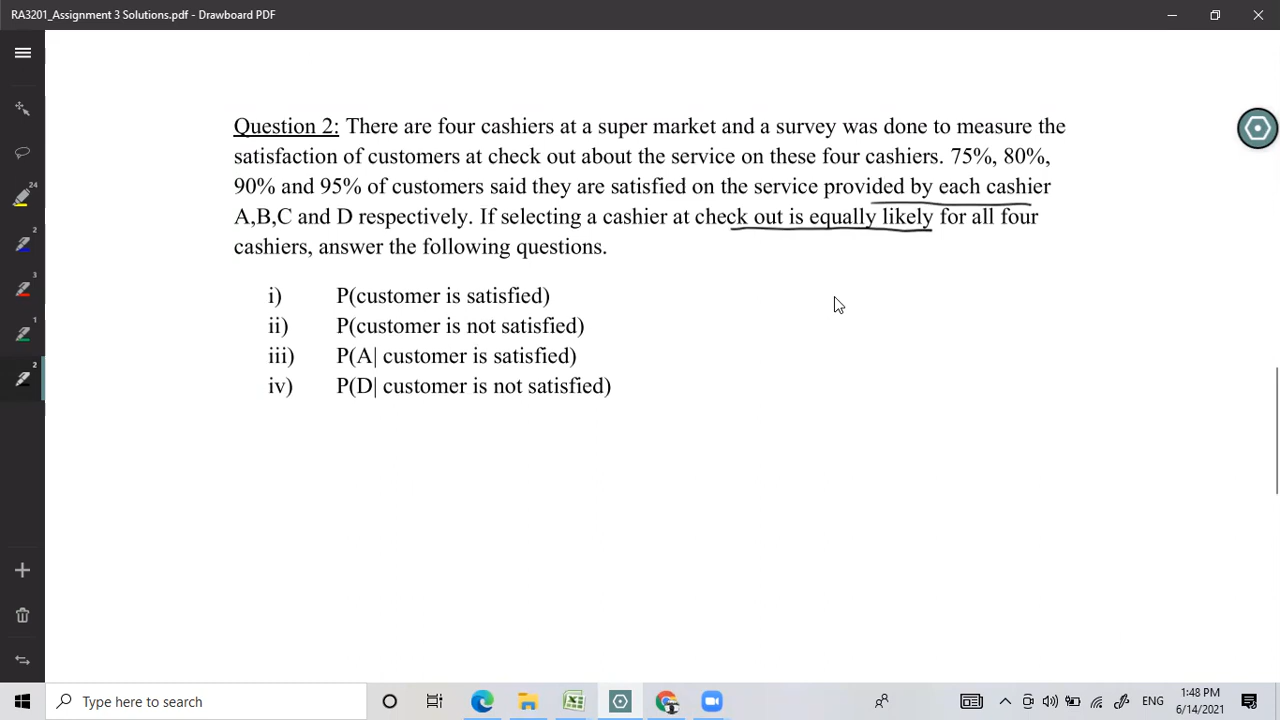 RA3201_Assignment 3 Solutions.pdf - Drawboard PDF
24
2
3
1
2
Question 2: There are four cashiers at a super market and a survey was done to measure the
satisfaction of customers at check out about the service on these four cashiers. 75%, 80%,
90% and 95% of customers said they are satisfied on the service provided by each cashier
A,B,C and D respectively. If selecting a cashier at check out is equally likely for all four
cashiers, answer the following questions.
i) P(customer is satisfied)
ii) P(customer is not satisfied)
iii) P(A| customer is satisfied)
iv) P(D| customer is not satisfied)
Type here to search
ENG
1:48 PM
6/14/2021